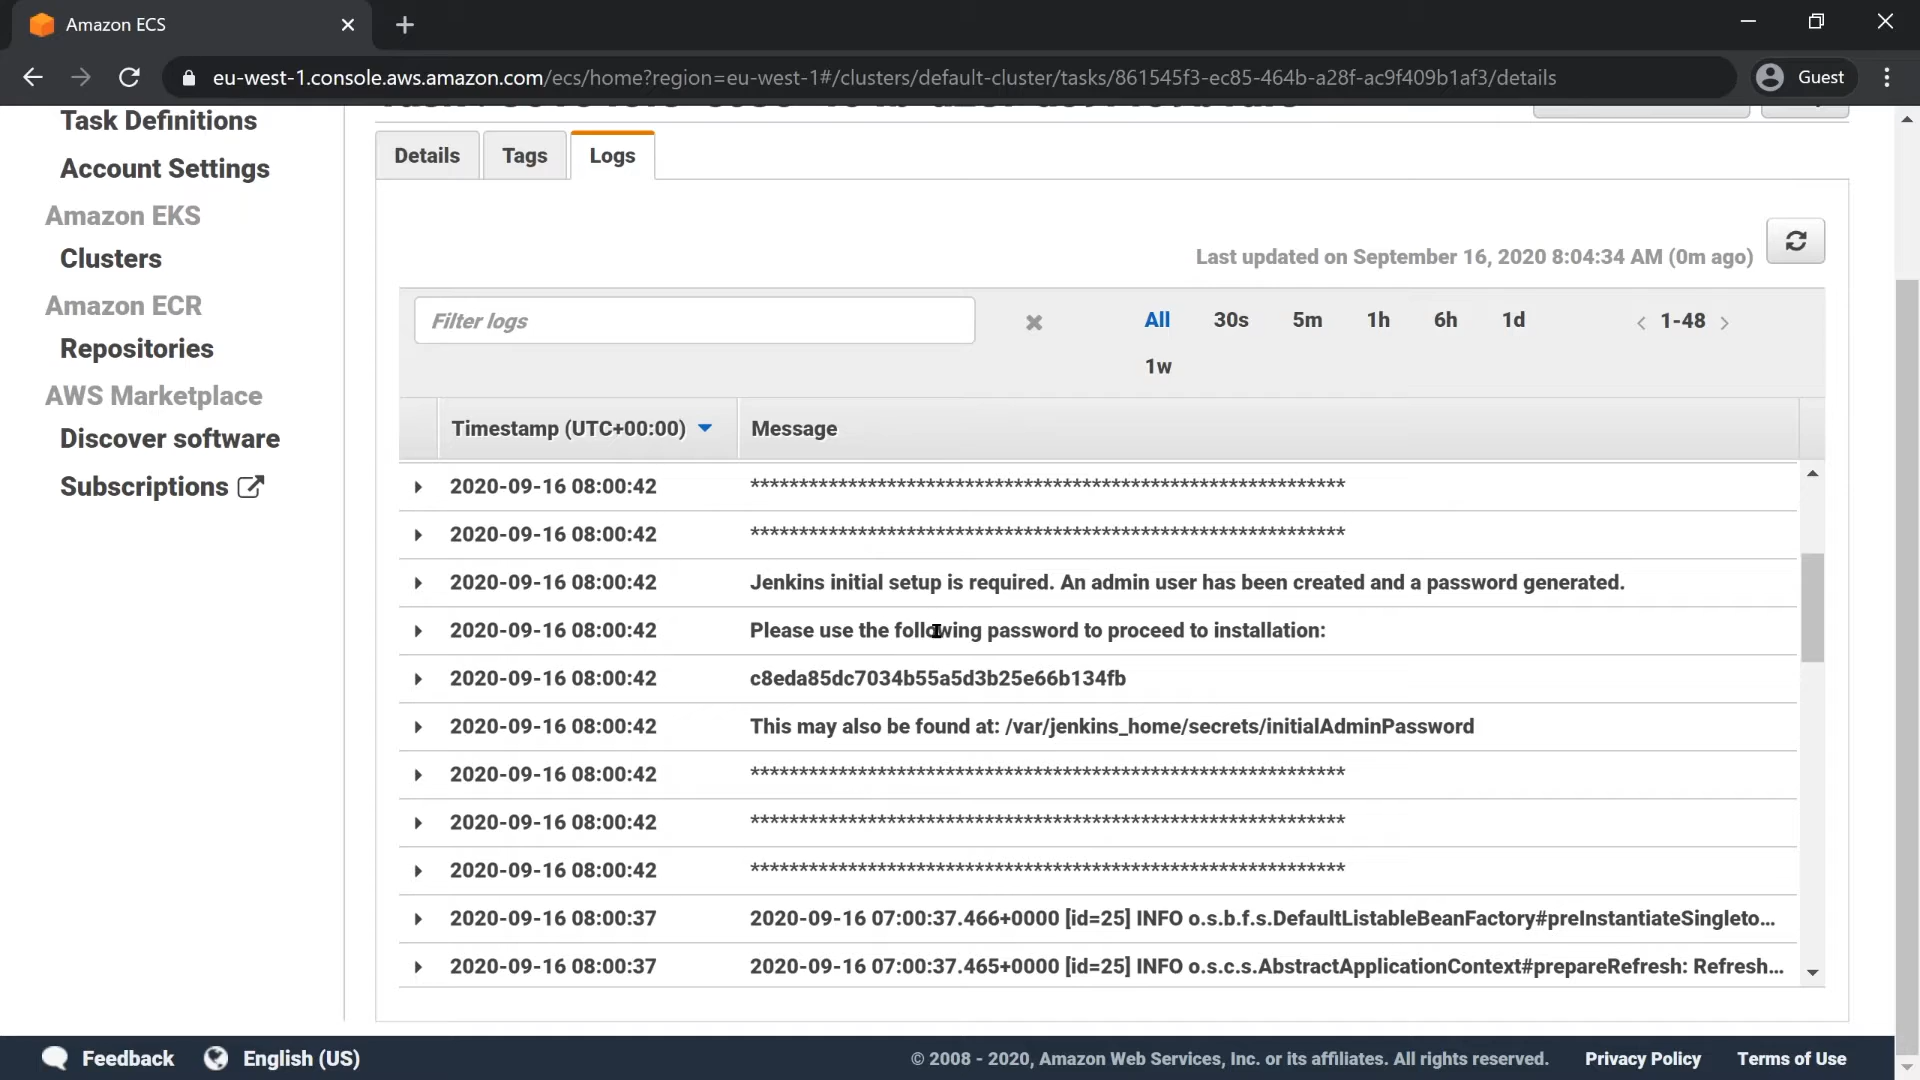 Amazon ECS
eu-west-1.console.aws.amazon.com/ecs/home?region=eu-west-1#/clusters/default-cluster/tasks/861545f3-ec85-464b-a28f-ac9f409b1af3/details
Guest
Task Definitions
Account Settings
Amazon EKS
Clusters
Amazon ECR
Repositories
AWS Marketplace
Discover software
Subscriptions
Details Tags Logs
Last updated on September 16, 2020 8:04:34 AM (0m ago)
Filter logs
All 30s 5m 1h 6h 1d
1w
1-48
Timestamp (UTC+00:00) Message
2020-09-16 08:00:42 *************************************************************
2020-09-16 08:00:42 *************************************************************
2020-09-16 08:00:42 Jenkins initial setup is required. An admin user has been created and a password generated.
2020-09-16 08:00:42 Please use the following password to proceed to installation:
2020-09-16 08:00:42 c8eda85dc7034b55a5d3b25e66b134fb
2020-09-16 08:00:42 This may also be found at: /var/jenkins_home/secrets/initialAdminPassword
2020-09-16 08:00:42 *************************************************************
2020-09-16 08:00:42 *************************************************************
2020-09-16 08:00:42 *************************************************************
2020-09-16 08:00:37 2020-09-16 07:00:37.466+0000 [id=25] INFO o.s.b.f.s.DefaultListableBeanFactory#preInstantiateSingleto...
2020-09-16 08:00:37 2020-09-16 07:00:37.465+0000 [id=25] INFO o.s.c.s.AbstractApplicationContext#prepareRefresh: Refresh...
Feedback English (US)
© 2008 - 2020, Amazon Web Services, Inc. or its affiliates. All rights reserved. Privacy Policy Terms of Use